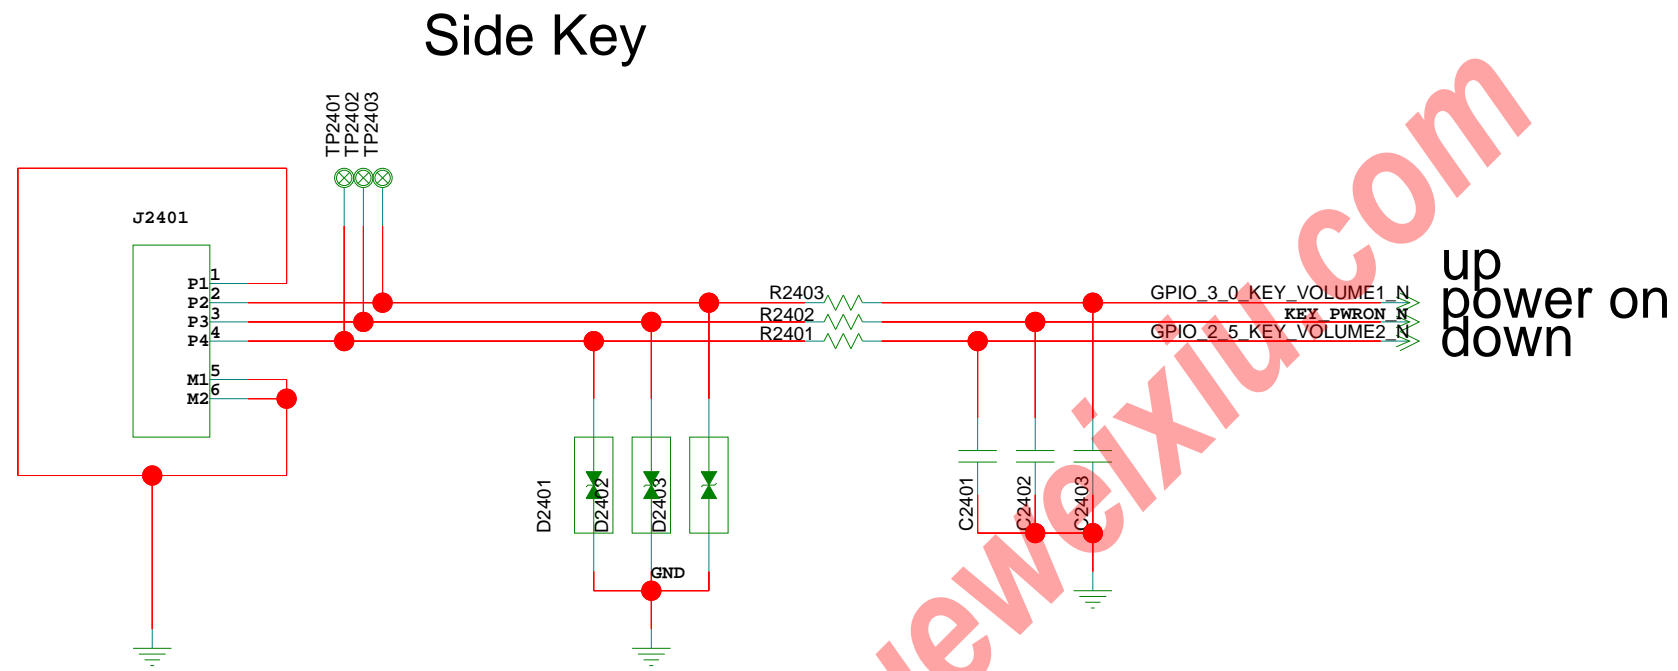 Side Key
TP2401
TP2402
TP2403
J2401
P1 1
P2 2
P3 3
P4 4
M1 5
M2 6
R2403
R2402
R2401
GPIO_3_0_KEY_VOLUME1_N
KEY_PWRON_N
GPIO_2_5_KEY_VOLUME2_N
up
power on
down
D2401
D2402
D2403
GND
C2401
C2402
C2403
weixiu.com